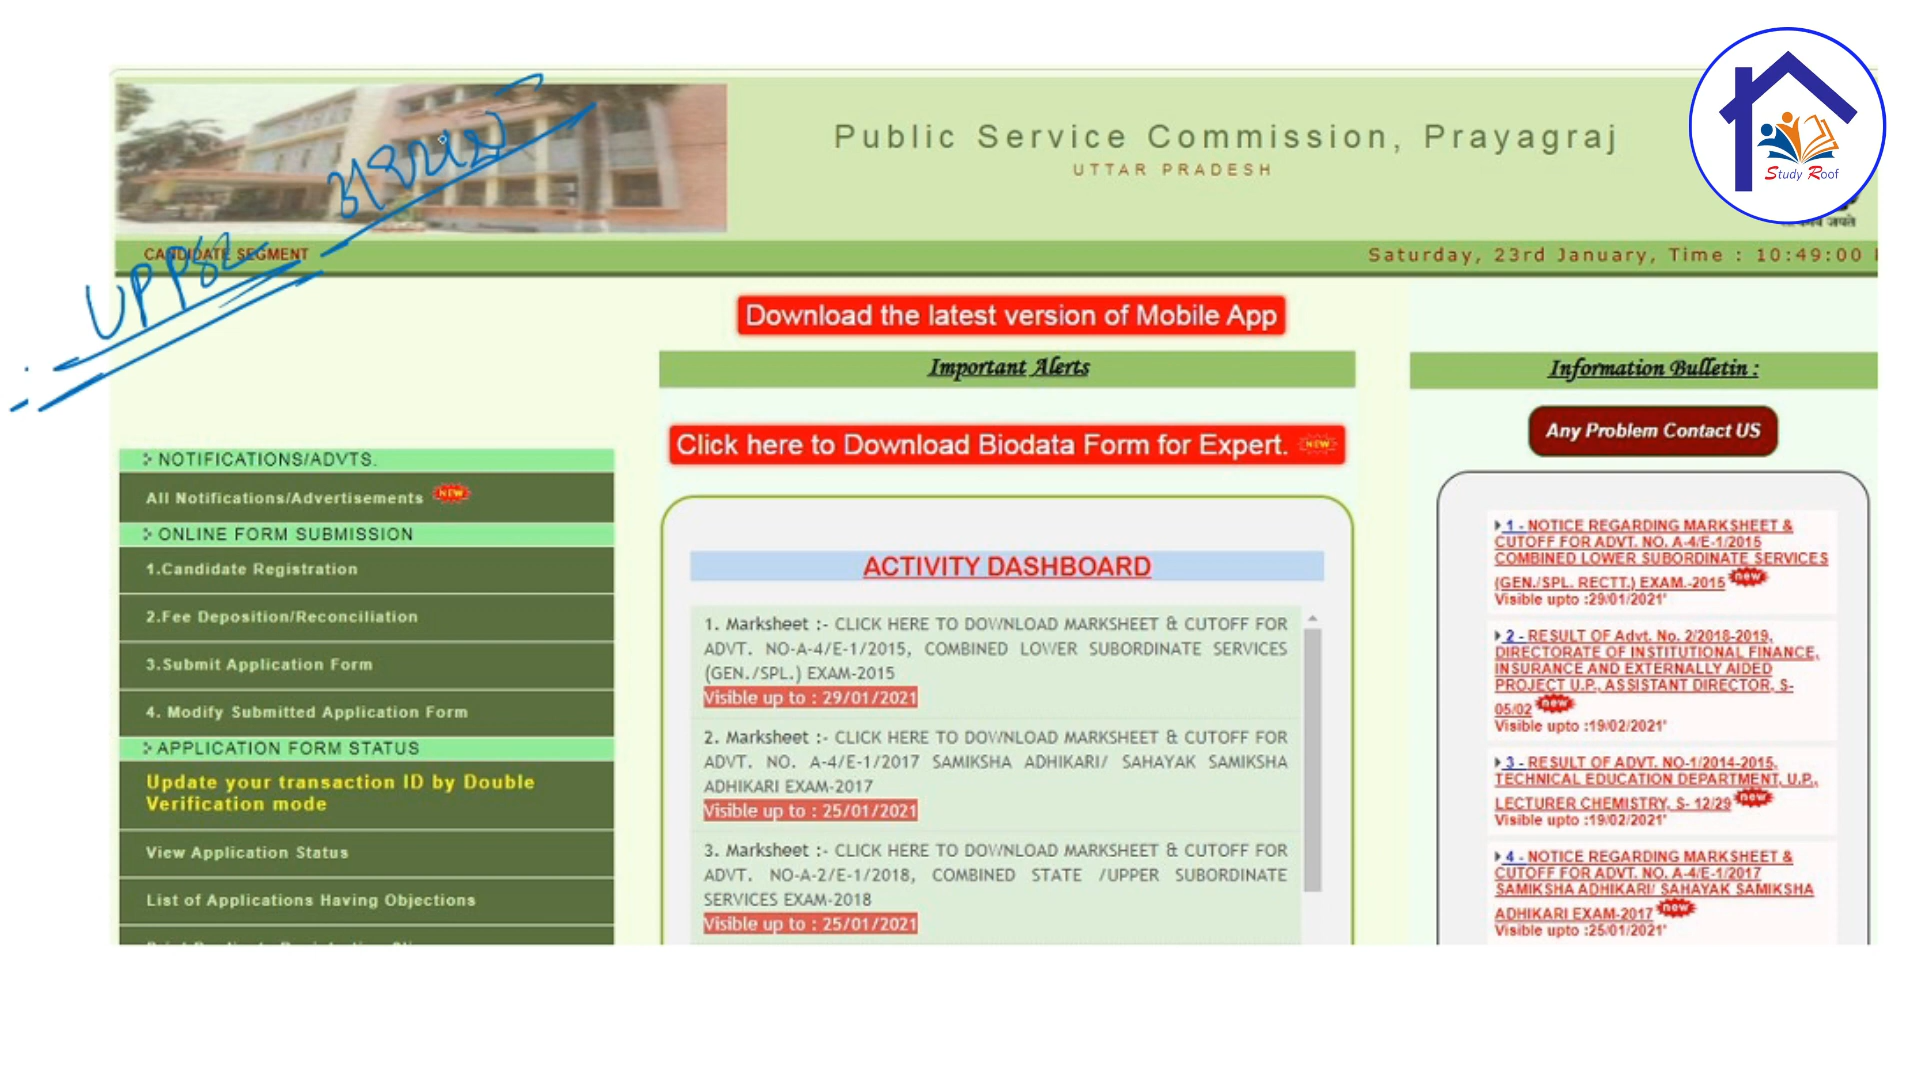 Study Roof
Public Service Commission, Prayagraj
UTTAR PRADESH
CANDIDATE SEGMENT
Saturday, 23rd January, Time : 10:49:00
UPPSC
Download the latest version of Mobile App
Important Alerts
Click here to Download Biodata Form for Expert. NEW
ACTIVITY DASHBOARD
1. Marksheet :- CLICK HERE TO DOWNLOAD MARKSHEET & CUTOFF FOR
ADVT. NO-A-4/E-1/2015, COMBINED LOWER SUBORDINATE SERVICES
(GEN./SPL.) EXAM-2015
Visible up to : 29/01/2021
2. Marksheet :- CLICK HERE TO DOWNLOAD MARKSHEET & CUTOFF FOR
ADVT. NO. A-4/E-1/2017 SAMIKSHA ADHIKARI/ SAHAYAK SAMIKSHA
ADHIKARI EXAM-2017
Visible up to : 25/01/2021
3. Marksheet :- CLICK HERE TO DOWNLOAD MARKSHEET & CUTOFF FOR
ADVT. NO-A-2/E-1/2018, COMBINED STATE /UPPER SUBORDINATE
SERVICES EXAM-2018
Visible up to : 25/01/2021
NOTIFICATIONS/ADVTS.
All Notifications/Advertisements NEW
ONLINE FORM SUBMISSION
1.Candidate Registration
2.Fee Deposition/Reconciliation
3.Submit Application Form
4. Modify Submitted Application Form
APPLICATION FORM STATUS
Update your transaction ID by Double
Verification mode
View Application Status
List of Applications Having Objections
Information Bulletin :
Any Problem Contact US
1 - NOTICE REGARDING MARKSHEET &
CUTOFF FOR ADVT. NO. A-4/E-1/2015
COMBINED LOWER SUBORDINATE SERVICES
(GEN./SPL. RECTT.) EXAM.-2015 new
Visible upto :29/01/2021'
2 - RESULT OF Advt. No. 2/2018-2019,
DIRECTORATE OF INSTITUTIONAL FINANCE,
INSURANCE AND EXTERNALLY AIDED
PROJECT U.P., ASSISTANT DIRECTOR, S-
05/02 new
Visible upto :19/02/2021'
3 - RESULT OF ADVT. NO-1/2014-2015,
TECHNICAL EDUCATION DEPARTMENT, U.P.,
LECTURER CHEMISTRY, S- 12/29 new
Visible upto :19/02/2021'
4 - NOTICE REGARDING MARKSHEET &
CUTOFF FOR ADVT. NO. A-4/E-1/2017
SAMIKSHA ADHIKARI/ SAHAYAK SAMIKSHA
ADHIKARI EXAM-2017 new
Visible upto :25/01/2021'